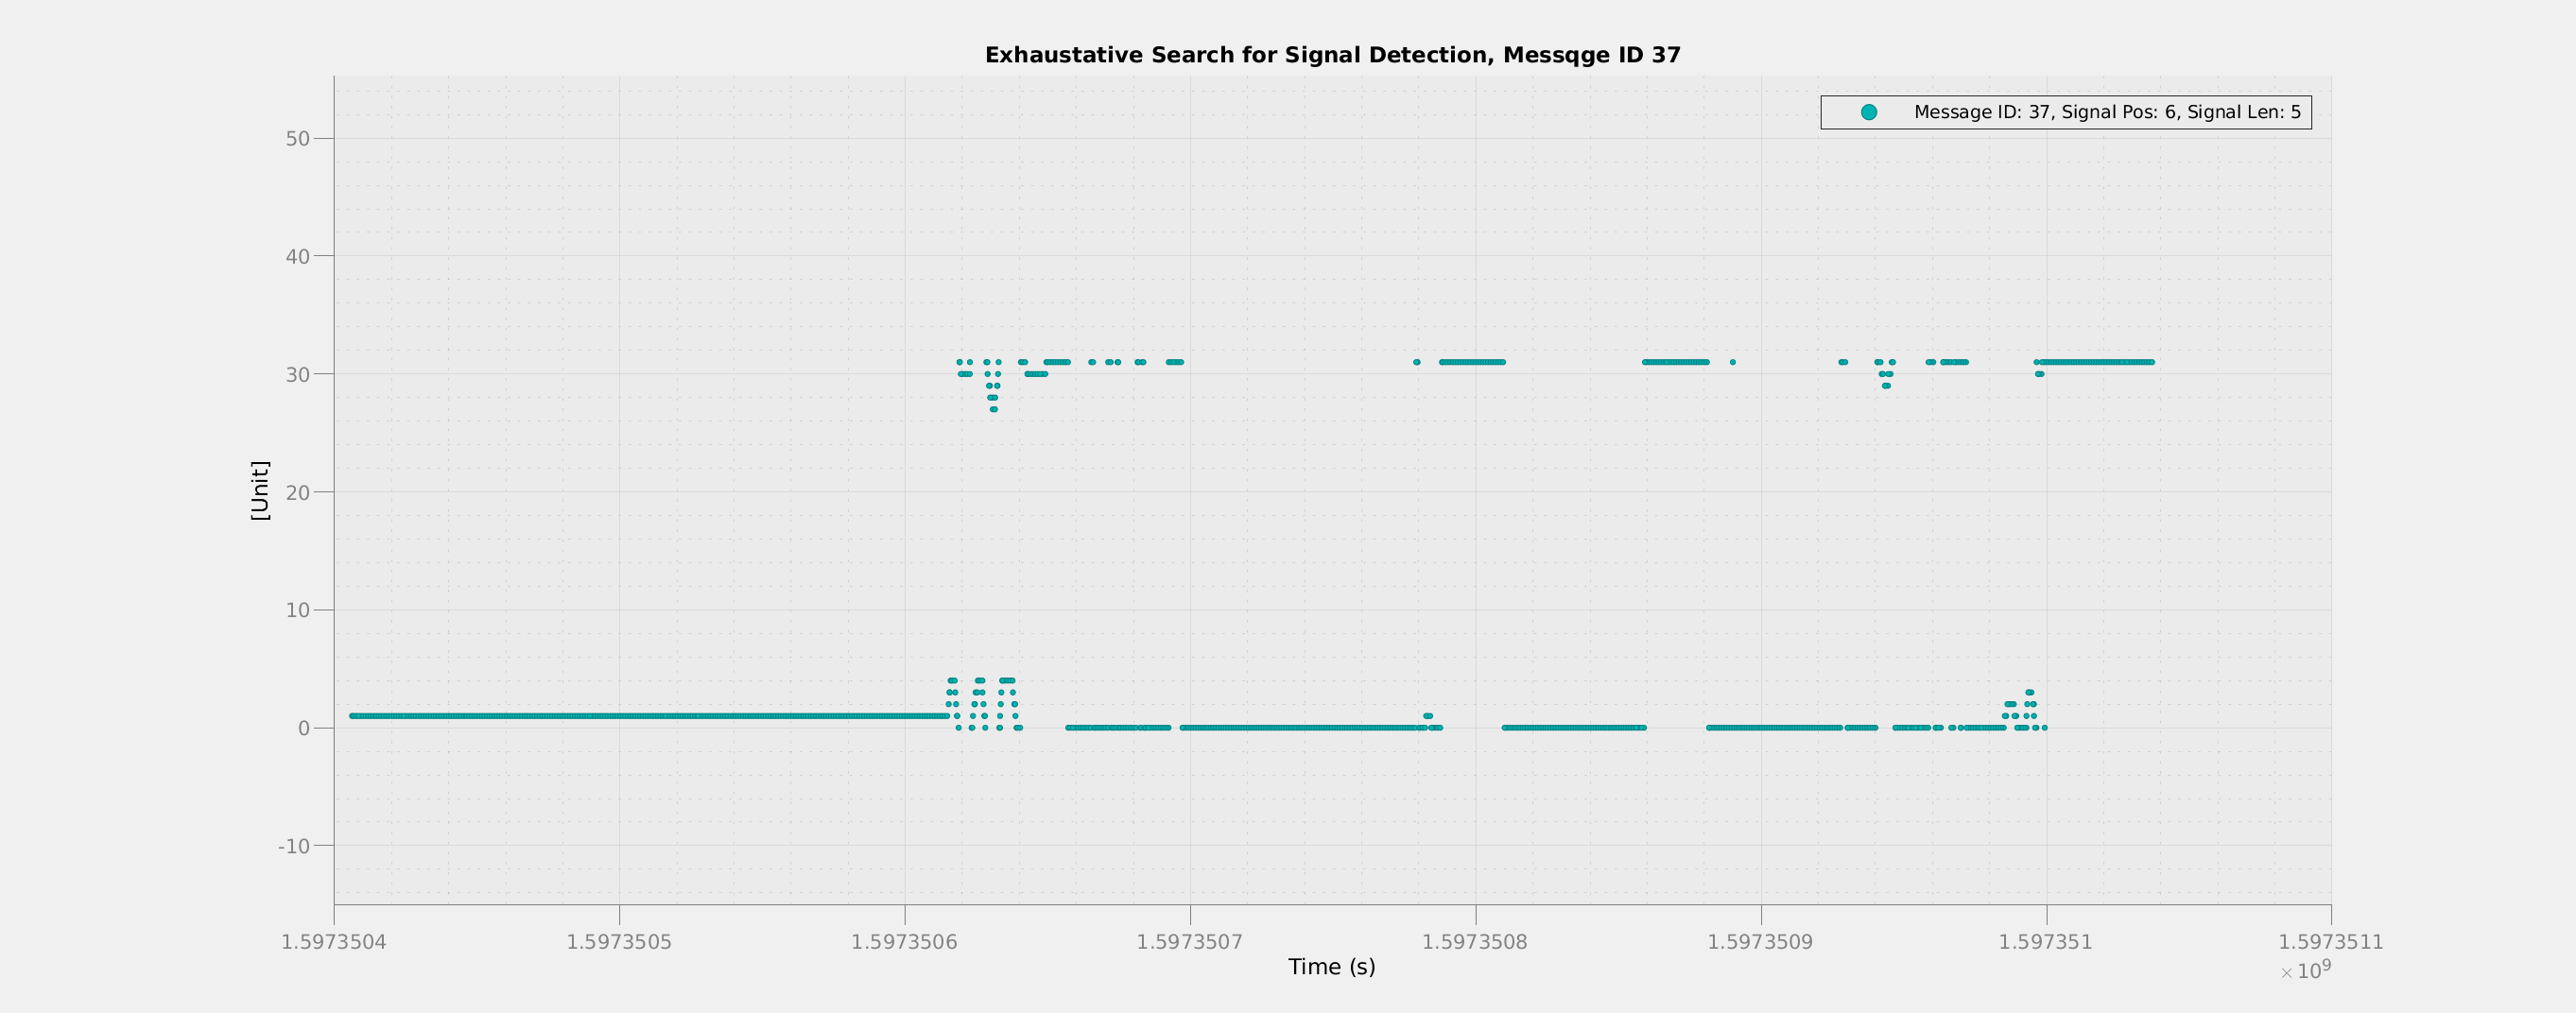 Exhaustative Search for Signal Detection, Messqge ID 37
Message ID: 37, Signal Pos: 6, Signal Len: 5
50
40
30
20
10
0
-10
[Unit]
1.5973504 1.5973505 1.5973506 1.5973507 1.5973508 1.5973509 1.597351 1.5973511
Time (s)
×10⁹